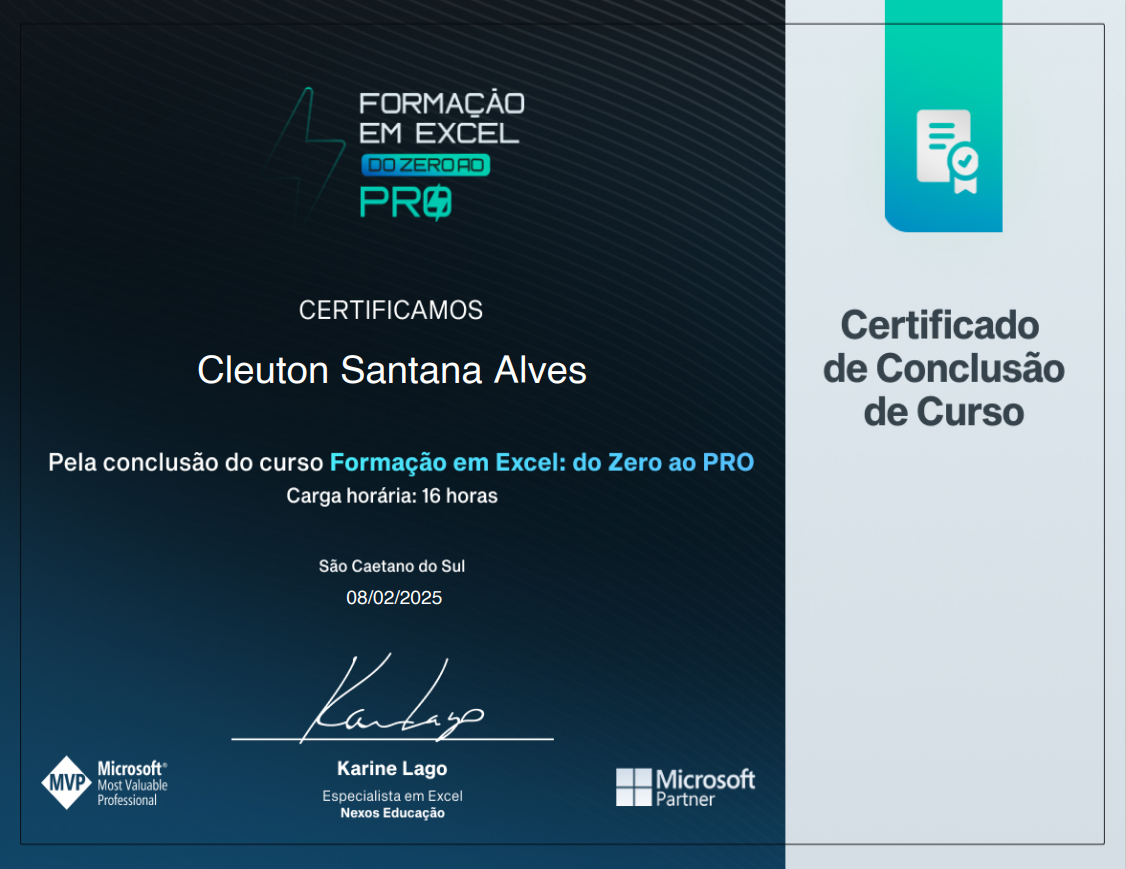 FORMAÇÃO
EM EXCEL
DO ZERO AO
PRO
CERTIFICAMOS
Cleuton Santana Alves
Pela conclusão do curso Formação em Excel: do Zero ao PRO
Carga horária: 16 horas
São Caetano do Sul
08/02/2025
Karine Lago
Karine Lago
Especialista em Excel
Nexos Educação
MVP
Microsoft®
Most Valuable
Professional
Microsoft
Partner
Certificado
de Conclusão
de Curso